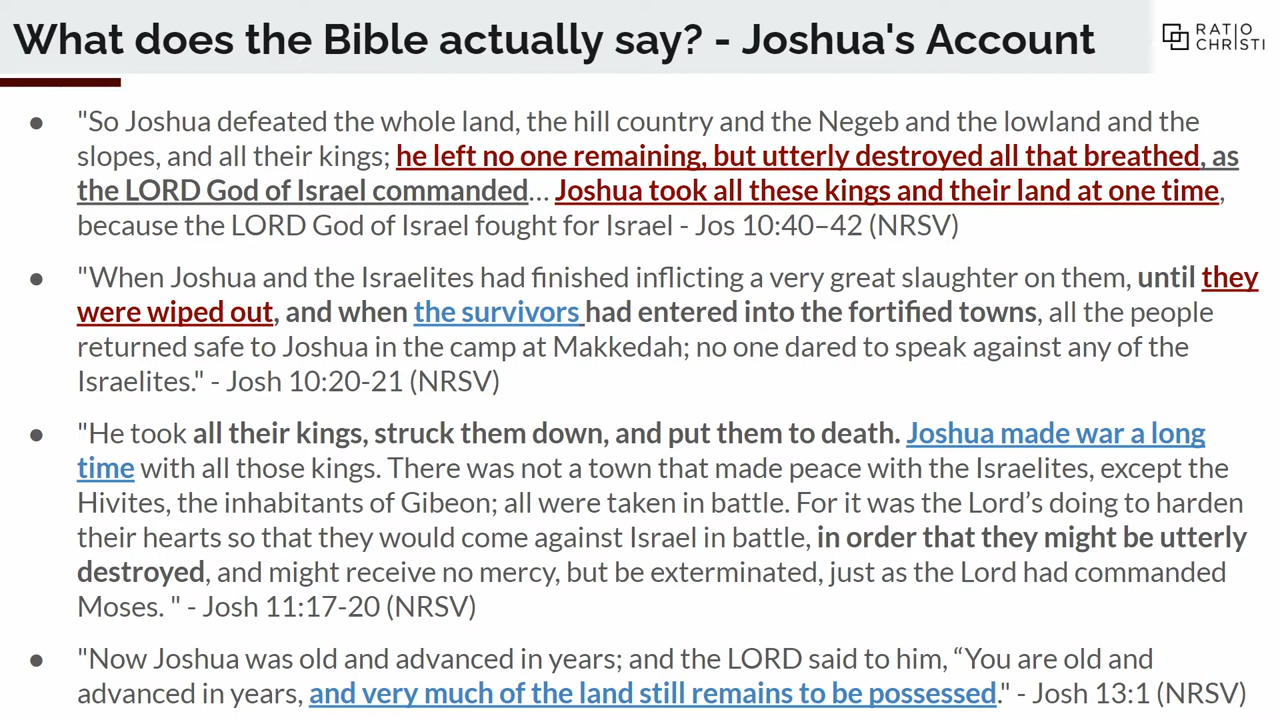 What does the Bible actually say? - Joshua's Account
RATIO
CHRISTI
● "So Joshua defeated the whole land, the hill country and the Negeb and the lowland and the
slopes, and all their kings; he left no one remaining, but utterly destroyed all that breathed, as
the LORD God of Israel commanded… Joshua took all these kings and their land at one time,
because the LORD God of Israel fought for Israel - Jos 10:40–42 (NRSV)
● "When Joshua and the Israelites had finished inflicting a very great slaughter on them, until they
were wiped out, and when the survivors had entered into the fortified towns, all the people
returned safe to Joshua in the camp at Makkedah; no one dared to speak against any of the
Israelites." - Josh 10:20-21 (NRSV)
● "He took all their kings, struck them down, and put them to death. Joshua made war a long
time with all those kings. There was not a town that made peace with the Israelites, except the
Hivites, the inhabitants of Gibeon; all were taken in battle. For it was the Lord’s doing to harden
their hearts so that they would come against Israel in battle, in order that they might be utterly
destroyed, and might receive no mercy, but be exterminated, just as the Lord had commanded
Moses. " - Josh 11:17-20 (NRSV)
● "Now Joshua was old and advanced in years; and the LORD said to him, “You are old and
advanced in years, and very much of the land still remains to be possessed." - Josh 13:1 (NRSV)